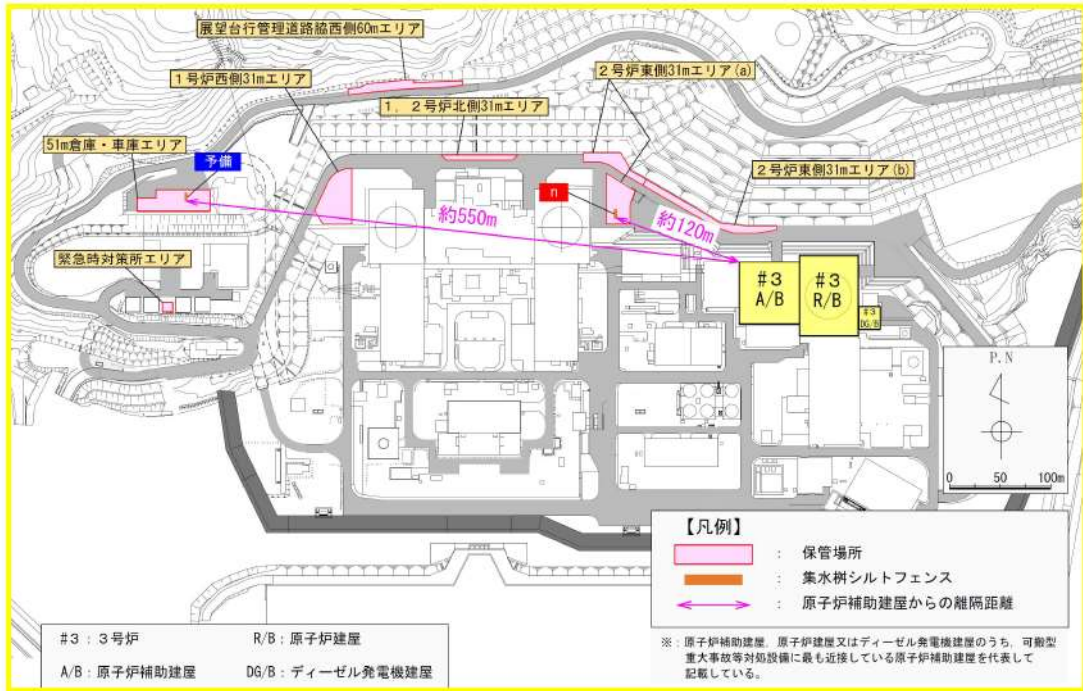 展望台行管理道路脇西側60mエリア
1号炉西側31mエリア
2号炉東側31mエリア(a)
1,2号炉北側31mエリア
51m倉庫・車庫エリア
予備
2号炉東側31mエリア(b)
n
約550m
約120m
緊急時対策所エリア
#3
A/B
#3
R/B
#3
DG/B
P.N
0 50 100m
【凡例】
: 保管場所
: 集水桝シルトフェンス
: 原子炉補助建屋からの離隔距離
#3:3号炉 R/B:原子炉建屋
A/B:原子炉補助建屋 DG/B:ディーゼル発電機建屋
※:原子炉補助建屋,原子炉建屋又はディーゼル発電機建屋のうち,可搬型
重大事故等対処設備に最も近接している原子炉補助建屋を代表して
記載している。